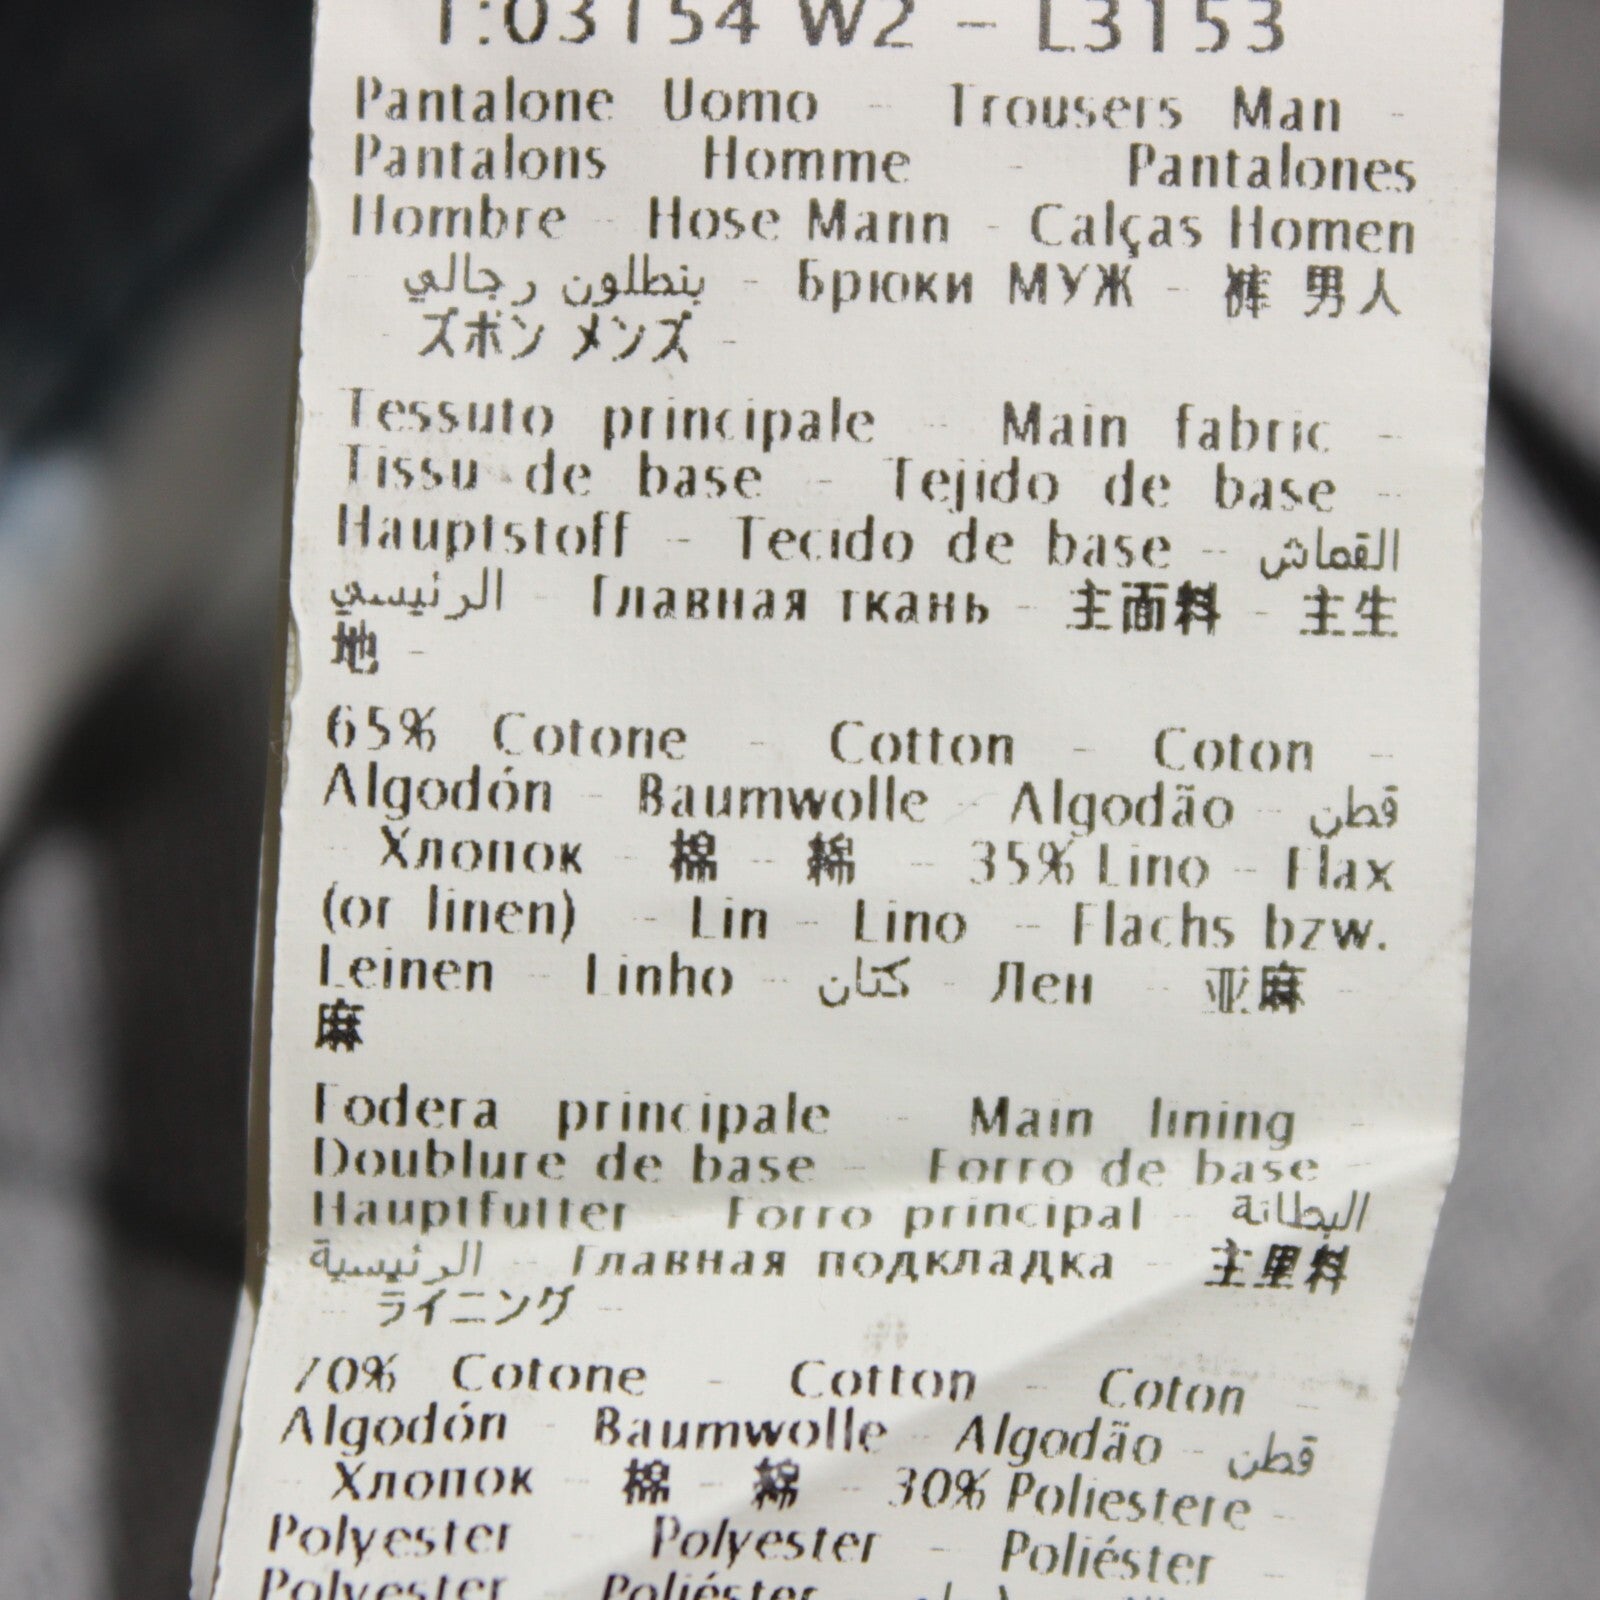 T:03154 W2 - L3153
Pantalone Uomo - Trousers Man -
Pantalons Homme - Pantalones
Hombre - Hose Mann - Calças Homen
بنطلون رجالي - Брюки МУЖ - 裤 男人
- ズボン メンズ -
Tessuto principale - Main fabric -
Tissu de base - Tejido de base -
Hauptstoff - Tecido de base - القماش
الرئيسي - Главная ткань - 主面料 - 主生
地 -
65% Cotone - Cotton - Coton -
Algodón - Baumwolle - Algodão - قطن
- Хлопок - 棉 - 綿 - 35% Lino - Flax
(or linen) - Lin - Lino - Flachs bzw.
Leinen - Linho - كتان - Лен - 亚麻 -
麻
Fodera principale - Main lining -
Doublure de base - Forro de base -
Hauptfutter - Forro principal - البطانة
الرئيسية - Главная подкладка - 主里料
- ライニング -
70% Cotone - Cotton - Coton -
Algodón - Baumwolle - Algodão - قطن
- Хлопок - 棉 - 綿 - 30% Poliestere -
Polyester - Polyester - Poliéster -
Polyester - Poliéster -